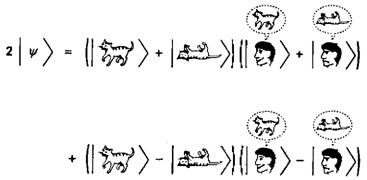 2 | ψ ⟩ = (| ⟩ + | ⟩) (| ⟩ + | ⟩)
+ (| ⟩ − | ⟩) (| ⟩ − | ⟩)